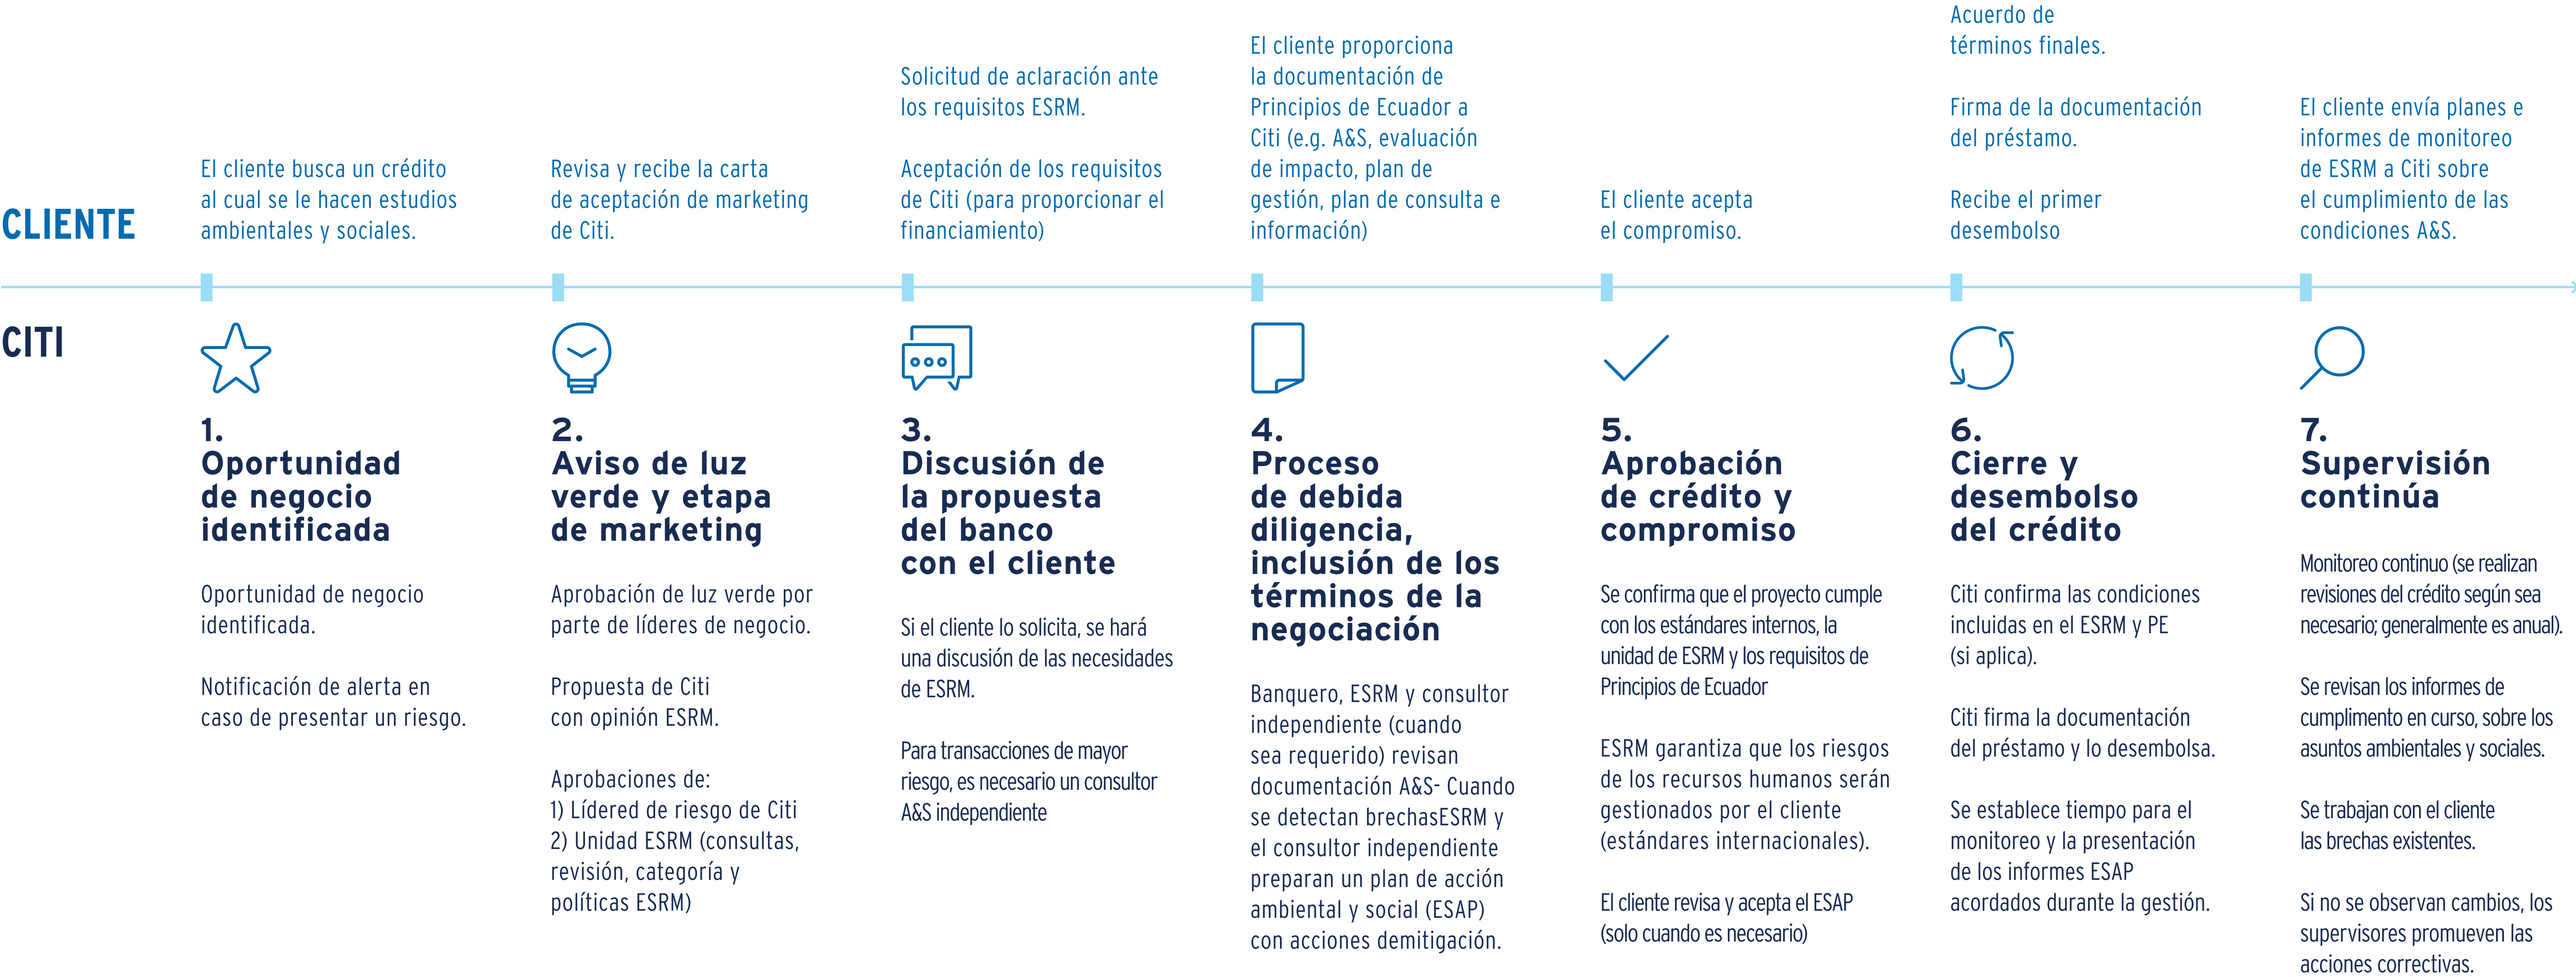 CLIENTE
El cliente busca un crédito
al cual se le hacen estudios
ambientales y sociales.
Revisa y recibe la carta
de aceptación de marketing
de Citi.
Solicitud de aclaración ante
los requisitos ESRM.
Aceptación de los requisitos
de Citi (para proporcionar el
financiamiento)
El cliente proporciona
la documentación de
Principios de Ecuador a
Citi (e.g. A&S, evaluación
de impacto, plan de
gestión, plan de consulta e
información)
El cliente acepta
el compromiso.
Acuerdo de
términos finales.
Firma de la documentación
del préstamo.
Recibe el primer
desembolso
El cliente envía planes e
informes de monitoreo
de ESRM a Citi sobre
el cumplimiento de las
condiciones A&S.
CITI
1.
Oportunidad
de negocio
identificada
Oportunidad de negocio
identificada.
Notificación de alerta en
caso de presentar un riesgo.
2.
Aviso de luz
verde y etapa
de marketing
Aprobación de luz verde por
parte de líderes de negocio.
Propuesta de Citi
con opinión ESRM.
Aprobaciones de:
1) Lídered de riesgo de Citi
2) Unidad ESRM (consultas,
revisión, categoría y
políticas ESRM)
3.
Discusión de
la propuesta
del banco
con el cliente
Si el cliente lo solicita, se hará
una discusión de las necesidades
de ESRM.
Para transacciones de mayor
riesgo, es necesario un consultor
A&S independiente
4.
Proceso
de debida
diligencia,
inclusión de los
términos de la
negociación
Banquero, ESRM y consultor
independiente (cuando
sea requerido) revisan
documentación A&S- Cuando
se detectan brechasESRM y
el consultor independiente
preparan un plan de acción
ambiental y social (ESAP)
con acciones demitigación.
5.
Aprobación
de crédito y
compromiso
Se confirma que el proyecto cumple
con los estándares internos, la
unidad de ESRM y los requisitos de
Principios de Ecuador
ESRM garantiza que los riesgos
de los recursos humanos serán
gestionados por el cliente
(estándares internacionales).
El cliente revisa y acepta el ESAP
(solo cuando es necesario)
6.
Cierre y
desembolso
del crédito
Citi confirma las condiciones
incluidas en el ESRM y PE
(si aplica).
Citi firma la documentación
del préstamo y lo desembolsa.
Se establece tiempo para el
monitoreo y la presentación
de los informes ESAP
acordados durante la gestión.
7.
Supervisión
continúa
Monitoreo continuo (se realizan
revisiones del crédito según sea
necesario; generalmente es anual).
Se revisan los informes de
cumplimento en curso, sobre los
asuntos ambientales y sociales.
Se trabajan con el cliente
las brechas existentes.
Si no se observan cambios, los
supervisores promueven las
acciones correctivas.